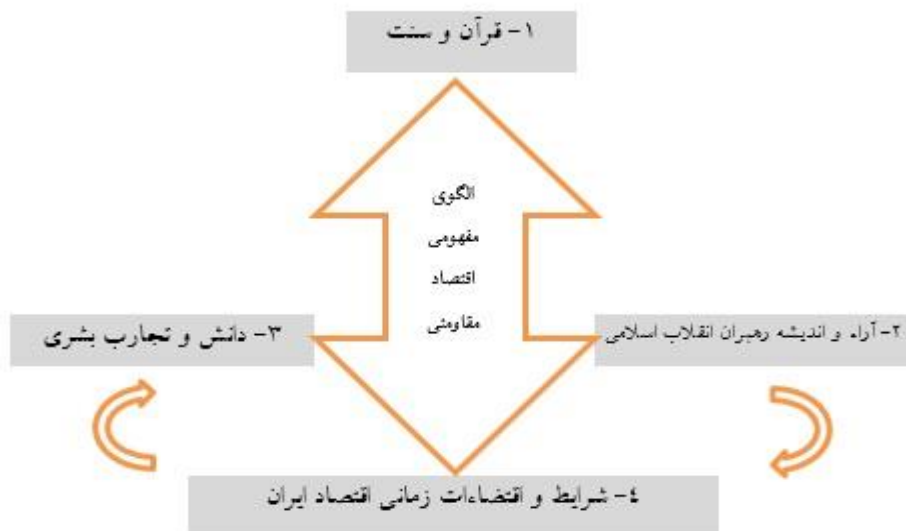 ۱- قرآن و سنت
الگوی
مفهومی
اقتصاد
مقاومتی
۲- آراء و اندیشه رهبران انقلاب اسلامی
۳- دانش و تجارب بشری
٤- شرایط و اقتضاءات زمانی اقتصاد ایران